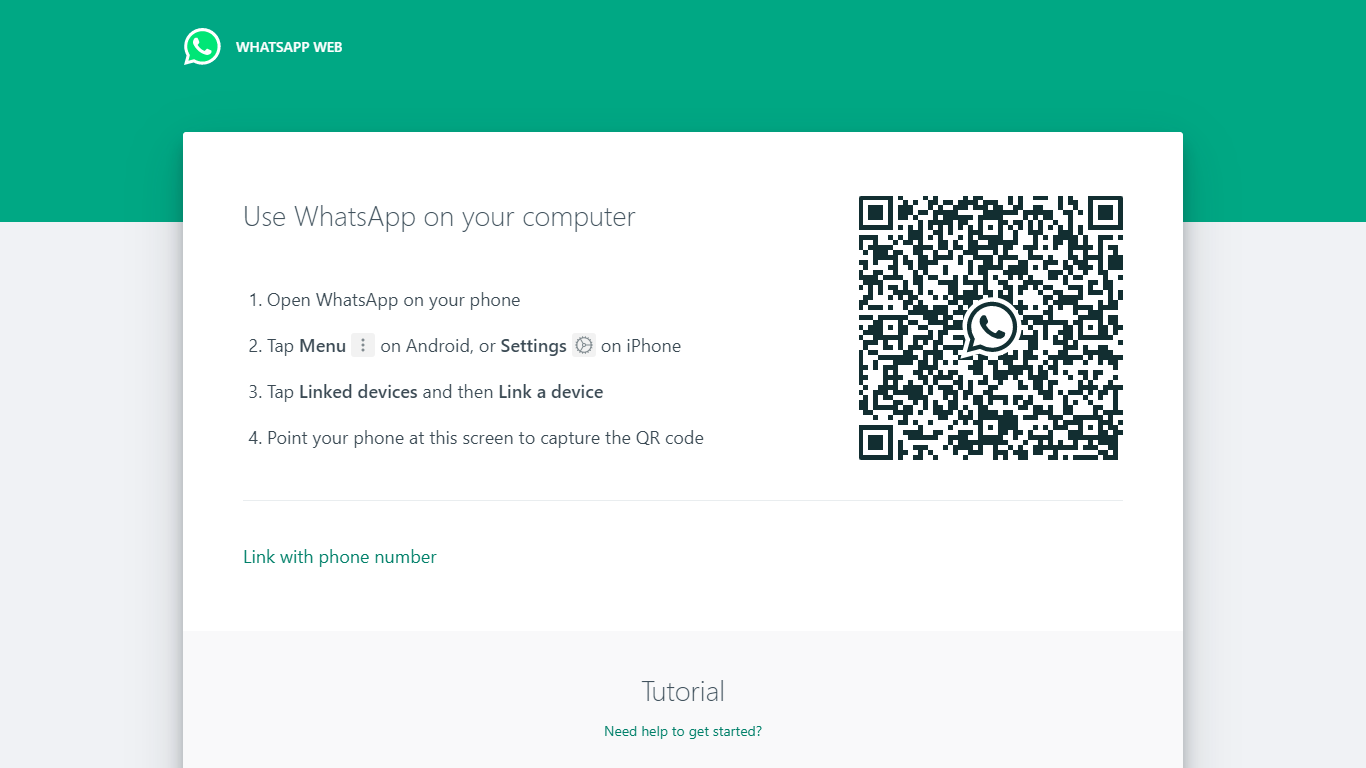 WHATSAPP WEB
Use WhatsApp on your computer
1. Open WhatsApp on your phone
2. Tap Menu on Android, or Settings on iPhone
3. Tap Linked devices and then Link a device
4. Point your phone at this screen to capture the QR code
Link with phone number
Tutorial
Need help to get started?